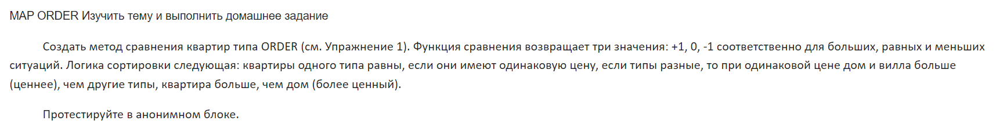 MAP ORDER Изучить тему и выполнить домашнее задание
Создать метод сравнения квартир типа ORDER (см. Упражнение 1). Функция сравнения возвращает три значения: +1, 0, -1 соответственно для больших, равных и меньших
ситуаций. Логика сортировки следующая: квартиры одного типа равны, если они имеют одинаковую цену, если типы разные, то при одинаковой цене дом и вилла больше
(ценнее), чем другие типы, квартира больше, чем дом (более ценный).
Протестируйте в анонимном блоке.